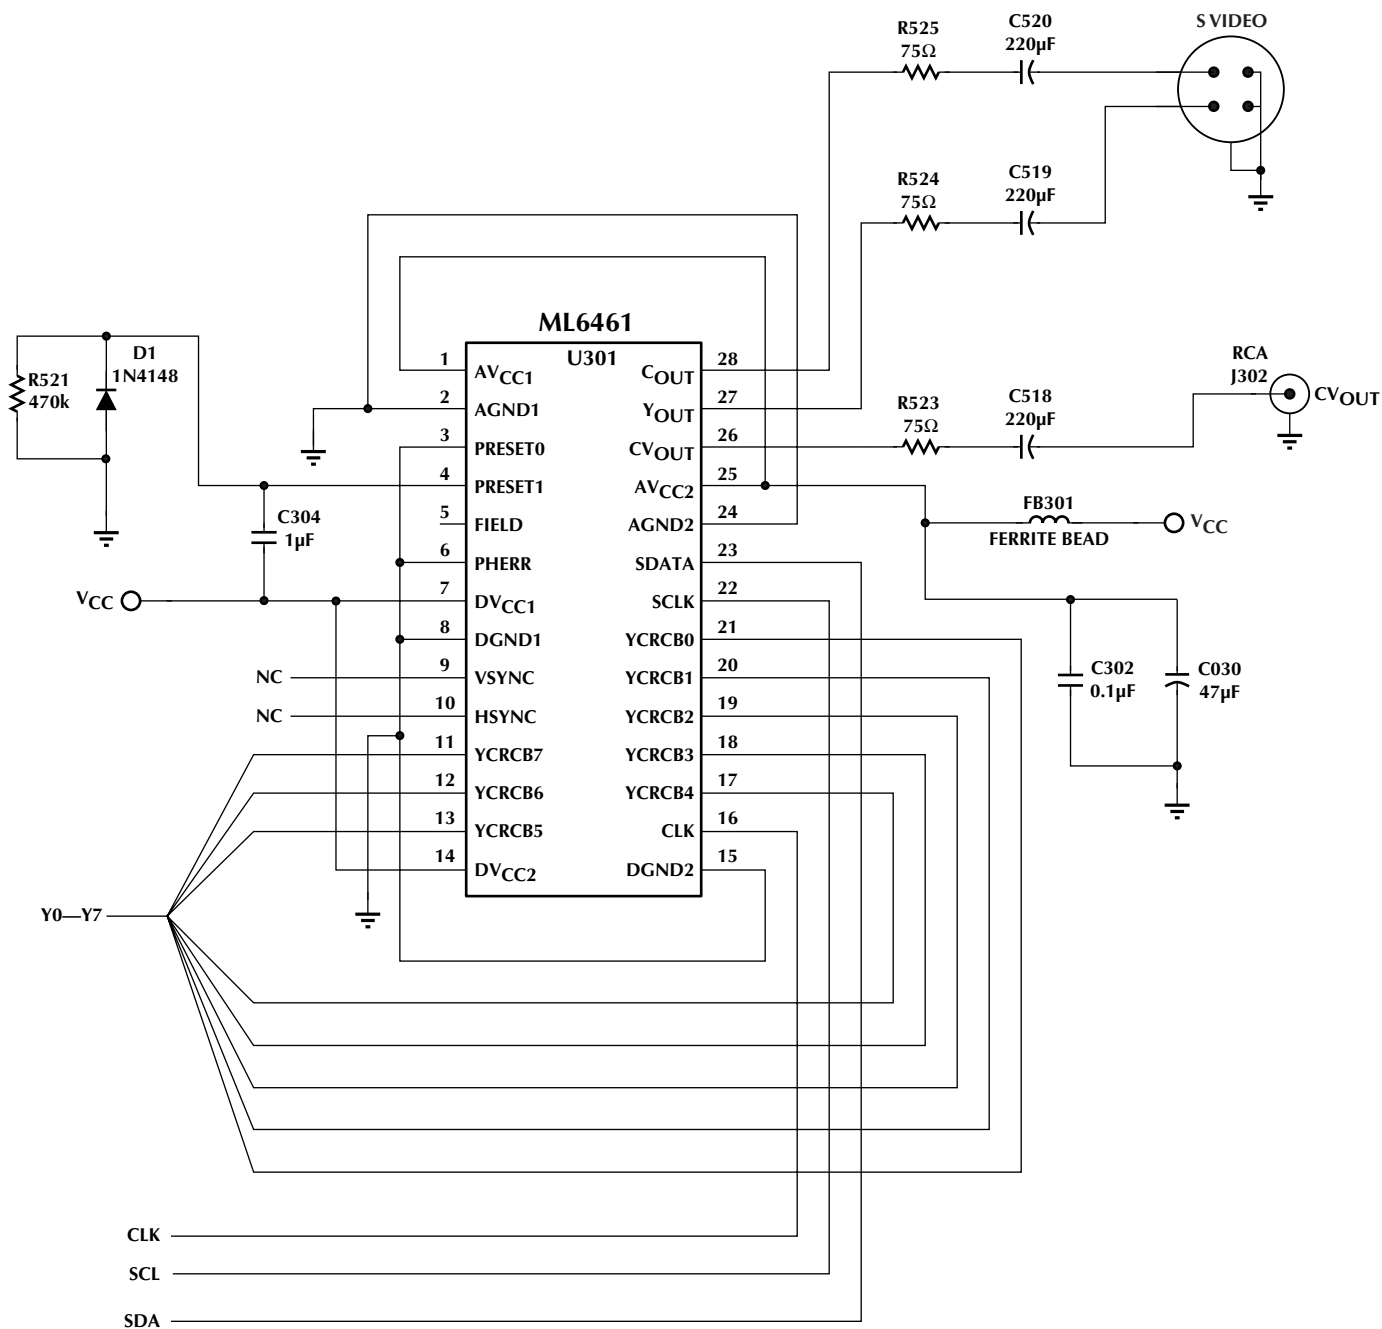 S VIDEO
R525
75Ω
C520
220µF
R524
75Ω
C519
220µF
ML6461
U301
D1
1N4148
R521
470k
C304
1µF
VCC
1
AVCC1
2
AGND1
3
PRESET0
4
PRESET1
5
FIELD
6
PHERR
7
DVCC1
8
DGND1
9
VSYNC
10
HSYNC
11
YCRCB7
12
YCRCB6
13
YCRCB5
14
DVCC2
28
COUT
27
YOUT
26
CVOUT
25
AVCC2
24
AGND2
23
SDATA
22
SCLK
21
YCRCB0
20
YCRCB1
19
YCRCB2
18
YCRCB3
17
YCRCB4
16
CLK
15
DGND2
NC
NC
R523
75Ω
C518
220µF
RCA
J302
CVOUT
FB301
FERRITE BEAD
VCC
C302
0.1µF
C030
47µF
Y0—Y7
CLK
SCL
SDA